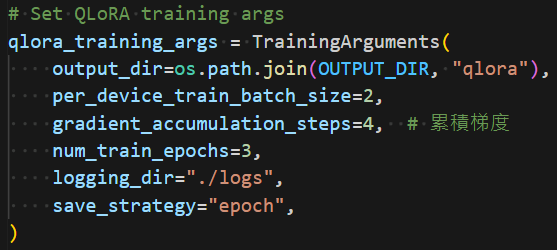 # Set QLoRA training args
qlora_training_args = TrainingArguments(
    output_dir=os.path.join(OUTPUT_DIR, "qlora"),
    per_device_train_batch_size=2,
    gradient_accumulation_steps=4,  # 累積梯度
    num_train_epochs=3,
    logging_dir="./logs",
    save_strategy="epoch",
)